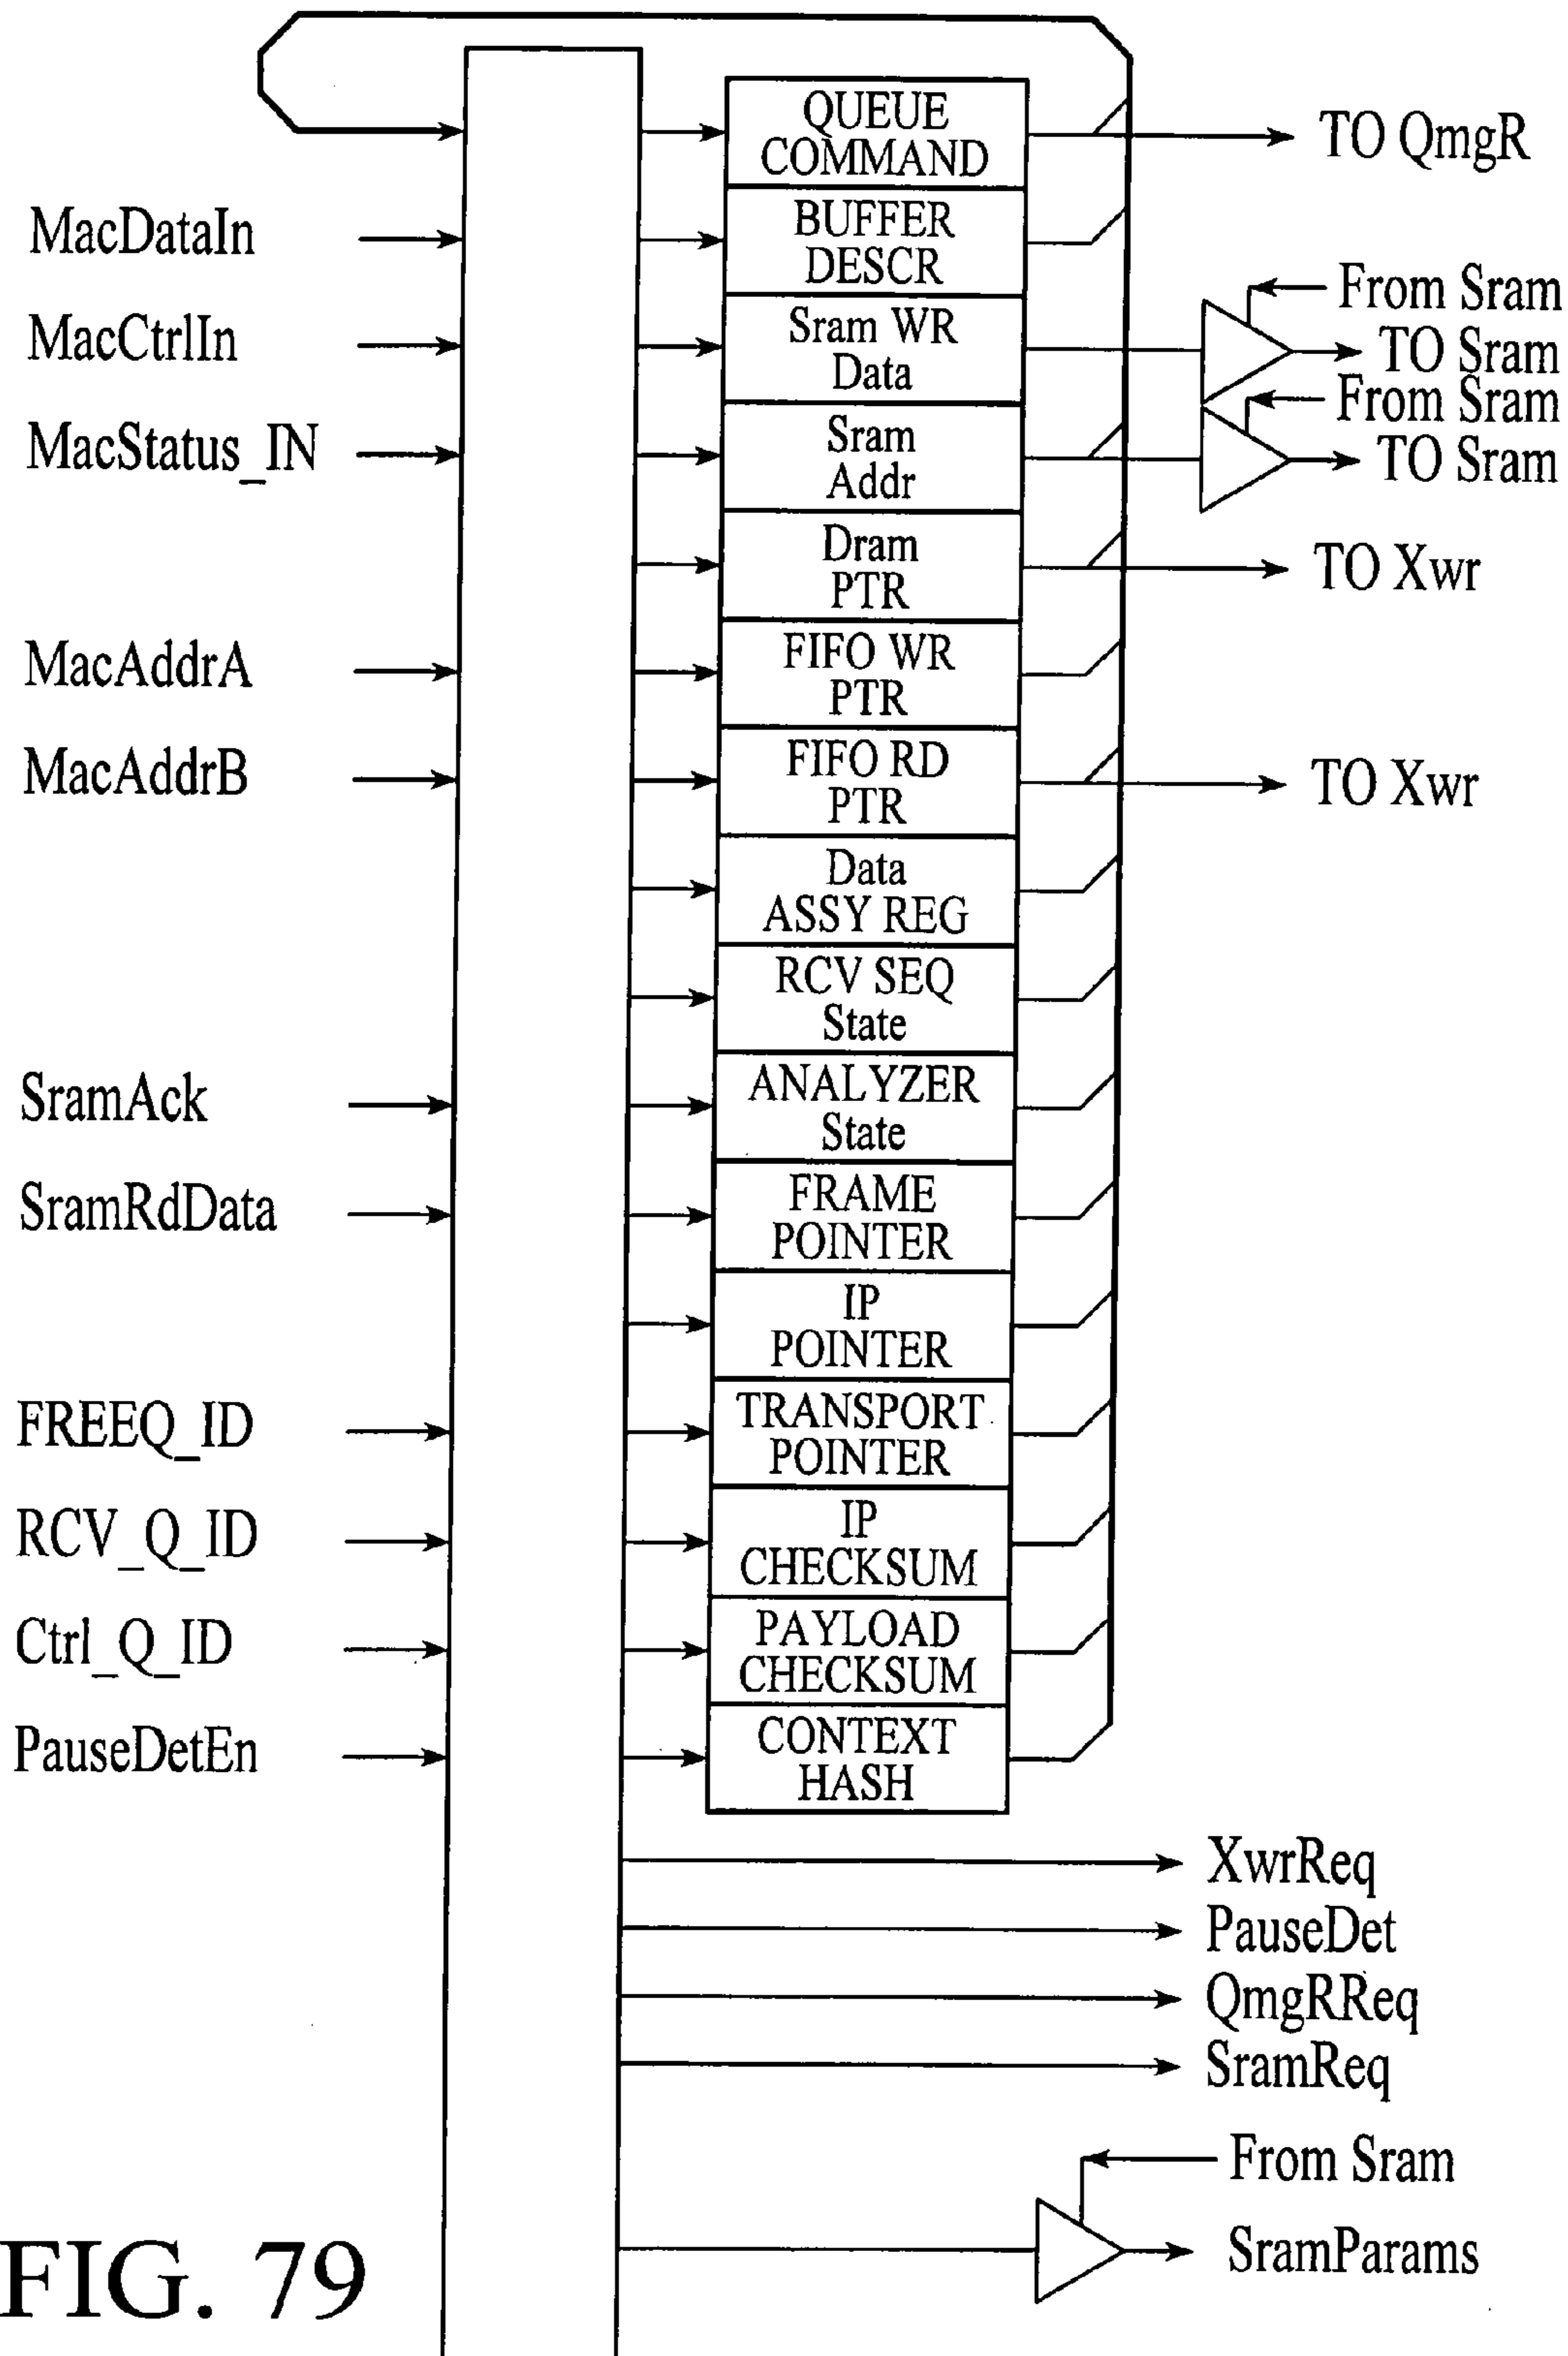 QUEUE
COMMAND
TO QmgR
MacDataIn
BUFFER
DESCR
From Sram
MacCtrlIn
Sram WR
Data
TO Sram
From Sram
MacStatus_IN
Sram
Addr
TO Sram
Dram
PTR
TO Xwr
MacAddrA
FIFO WR
PTR
MacAddrB
FIFO RD
PTR
TO Xwr
Data
ASSY REG
RCV SEQ
State
SramAck
ANALYZER
State
SramRdData
FRAME
POINTER
IP
POINTER
FREEQ_ID
TRANSPORT
POINTER
RCV_Q_ID
IP
CHECKSUM
Ctrl_Q_ID
PAYLOAD
CHECKSUM
PauseDetEn
CONTEXT
HASH
XwrReq
PauseDet
QmgRReq
SramReq
From Sram
SramParams
FIG. 79